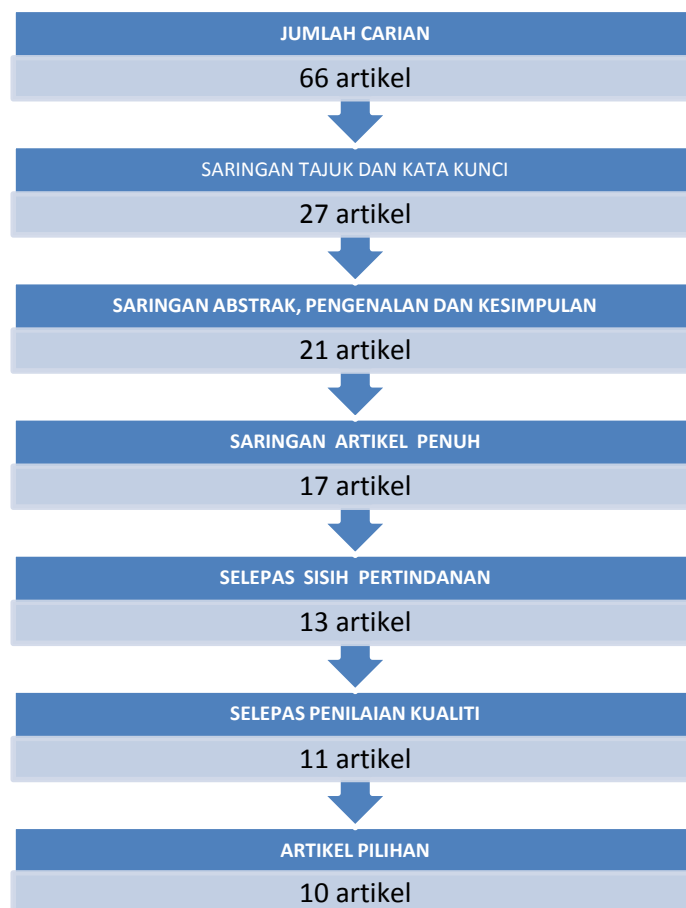 JUMLAH CARIAN
66 artikel
SARINGAN TAJUK DAN KATA KUNCI
27 artikel
SARINGAN ABSTRAK, PENGENALAN DAN KESIMPULAN
21 artikel
SARINGAN ARTIKEL PENUH
17 artikel
SELEPAS SISIH PERTINDANAN
13 artikel
SELEPAS PENILAIAN KUALITI
11 artikel
ARTIKEL PILIHAN
10 artikel